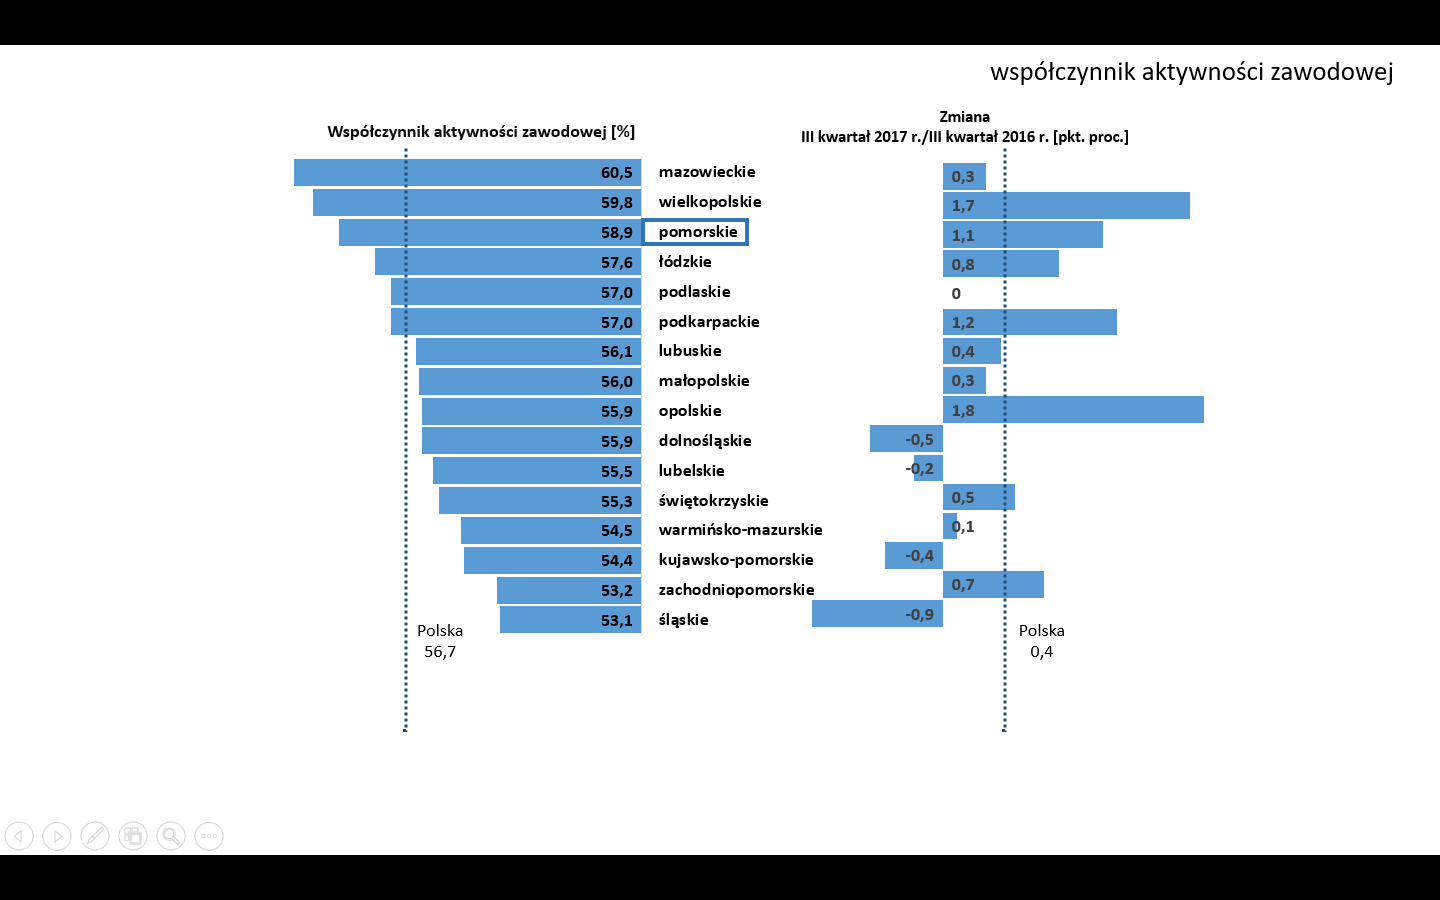 współczynnik aktywności zawodowej
Współczynnik aktywności zawodowej [%]
Zmiana
III kwartał 2017 r./III kwartał 2016 r. [pkt. proc.]
60,5 mazowieckie 0,3
59,8 wielkopolskie 1,7
58,9 pomorskie 1,1
57,6 łódzkie 0,8
57,0 podlaskie 0
57,0 podkarpackie 1,2
56,1 lubuskie 0,4
56,0 małopolskie 0,3
55,9 opolskie 1,8
55,9 dolnośląskie -0,5
55,5 lubelskie -0,2
55,3 świętokrzyskie 0,5
54,5 warmińsko-mazurskie 0,1
54,4 kujawsko-pomorskie -0,4
53,2 zachodniopomorskie 0,7
53,1 śląskie -0,9
Polska
56,7
Polska
0,4